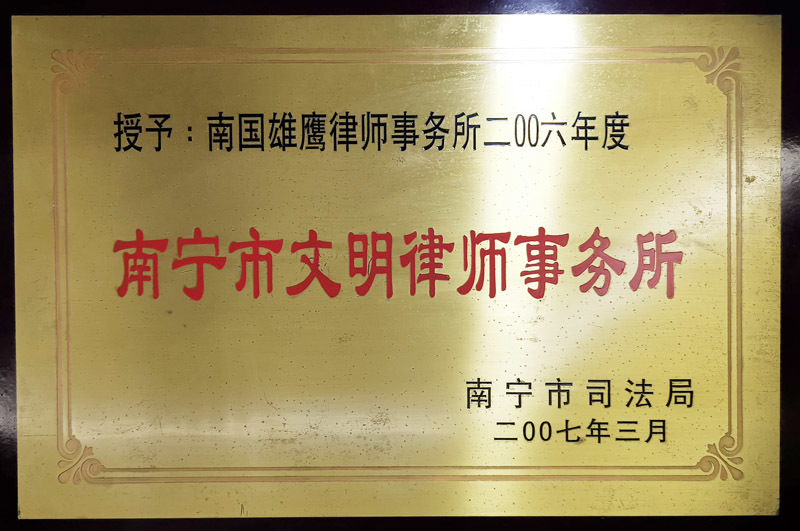 授予：南国雄鹰律师事务所二00六年度
南宁市文明律师事务所
南宁市司法局
二00七年三月